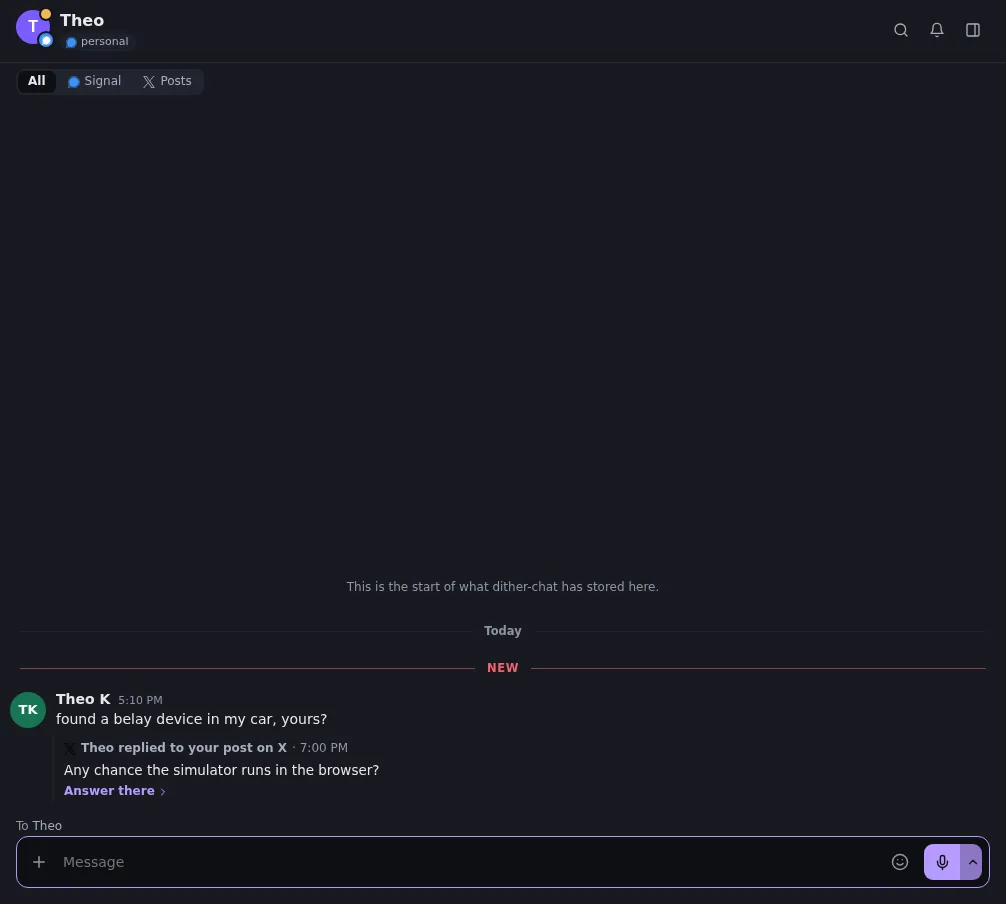 T
Theo
personal
All
Signal
Posts
This is the start of what dither-chat has stored here.
Today
NEW
TK
Theo K 5:10 PM
found a belay device in my car, yours?
Theo replied to your post on X · 7:00 PM
Any chance the simulator runs in the browser?
Answer there ›
To Theo
Message